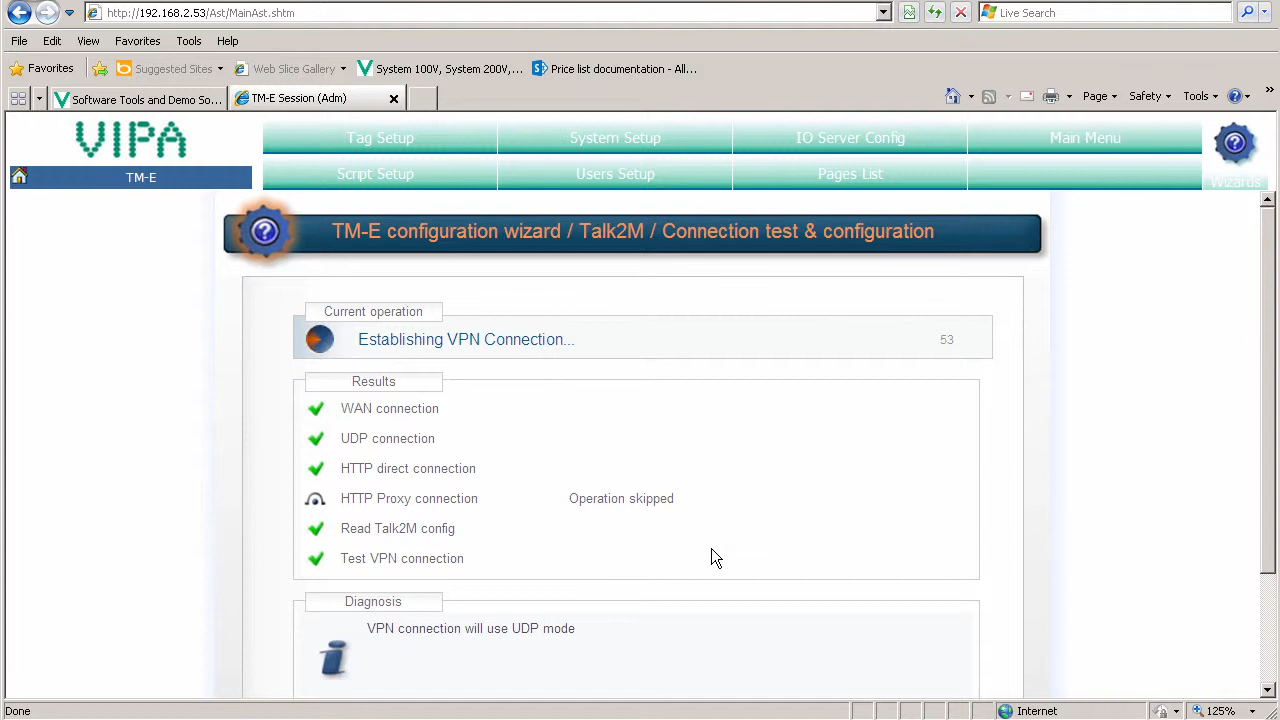 http://192.168.2.53/Ast/MainAst.shtm
Live Search
File Edit View Favorites Tools Help
Favorites Suggested Sites Web Slice Gallery System 100V, System 200V,... Price list documentation - All...
Software Tools and Demo So... TM-E Session (Adm) Page Safety Tools
VIPA
Tag Setup System Setup IO Server Config Main Menu
TM-E
Script Setup Users Setup Pages List
Wizards
TM-E configuration wizard / Talk2M / Connection test & configuration
Current operation
Establishing VPN Connection... 53
Results
WAN connection
UDP connection
HTTP direct connection
HTTP Proxy connection Operation skipped
Read Talk2M config
Test VPN connection
Diagnosis
VPN connection will use UDP mode
Done Internet 125%